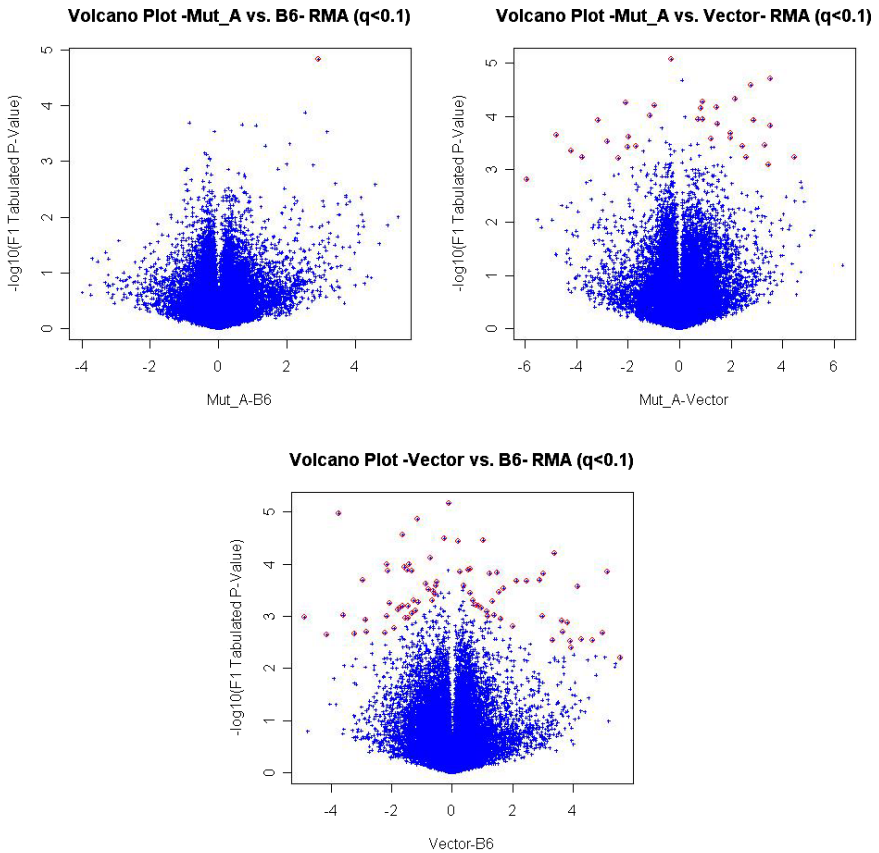 Volcano Plot -Mut_A vs. B6- RMA (q<0.1)
-log10(F1 Tabulated P-Value)
5
4
3
2
1
0
-4 -2 0 2 4
Mut_A-B6
Volcano Plot -Mut_A vs. Vector- RMA (q<0.1)
-log10(F1 Tabulated P-Value)
5
4
3
2
1
0
-6 -4 -2 0 2 4 6
Mut_A-Vector
Volcano Plot -Vector vs. B6- RMA (q<0.1)
-log10(F1 Tabulated P-Value)
5
4
3
2
1
0
-4 -2 0 2 4
Vector-B6